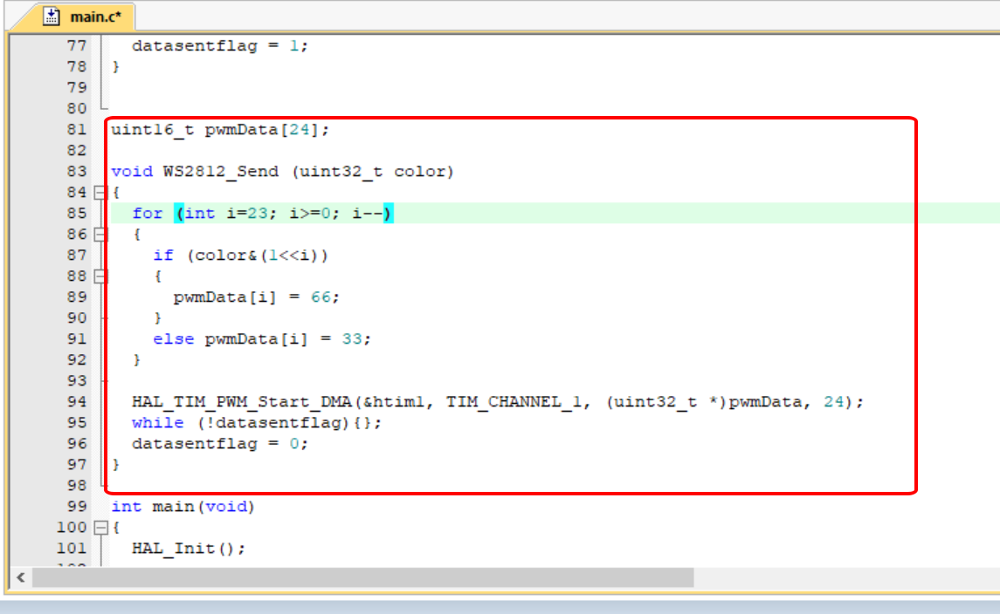 main.c*
77 datasentflag = 1;
78 }
79
80
81 uint16_t pwmData[24];
82
83 void WS2812_Send (uint32_t color)
84 {
85 for (int i=23; i>=0; i--)
86 {
87 if (color&(1<<i))
88 {
89 pwmData[i] = 66;
90 }
91 else pwmData[i] = 33;
92 }
93
94 HAL_TIM_PWM_Start_DMA(&htim1, TIM_CHANNEL_1, (uint32_t *)pwmData, 24);
95 while (!datasentflag){};
96 datasentflag = 0;
97 }
98
99 int main(void)
100 {
101 HAL_Init();